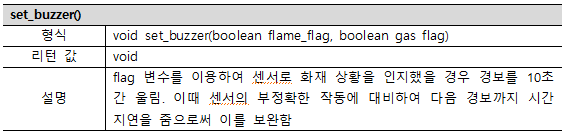 set_buzzer()
형식 void set_buzzer(boolean flame_flag, boolean gas flag)
리턴 값 void
설명 flag 변수를 이용하여 센서로 화재 상황을 인지했을 경우 경보를 10초
간 울림. 이때 센서의 부정확한 작동에 대비하여 다음 경보까지 시간
지연을 줌으로써 이를 보완함